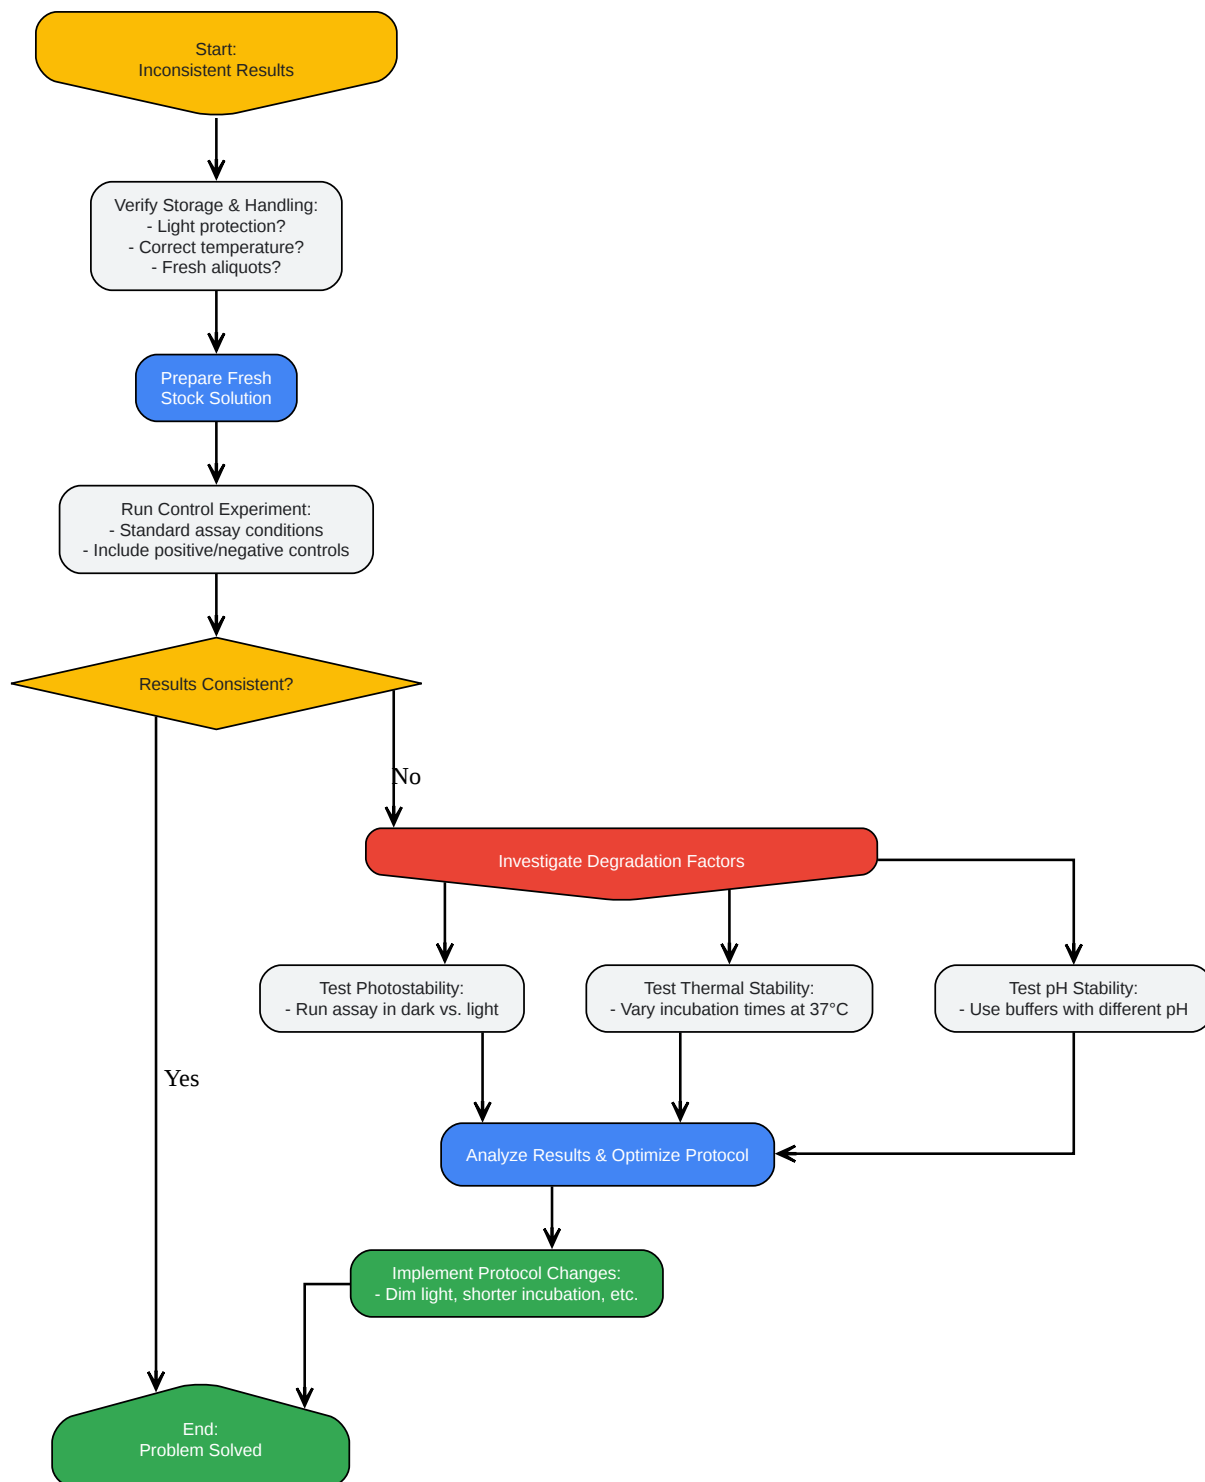 Start:
Inconsistent Results
Verify Storage & Handling:
- Light protection?
- Correct temperature?
- Fresh aliquots?
Prepare Fresh
Stock Solution
Run Control Experiment:
- Standard assay conditions
- Include positive/negative controls
Results Consistent?
No
Investigate Degradation Factors
Test Photostability:
- Run assay in dark vs. light
Test Thermal Stability:
- Vary incubation times at 37°C
Test pH Stability:
- Use buffers with different pH
Yes
Analyze Results & Optimize Protocol
Implement Protocol Changes:
- Dim light, shorter incubation, etc.
End:
Problem Solved